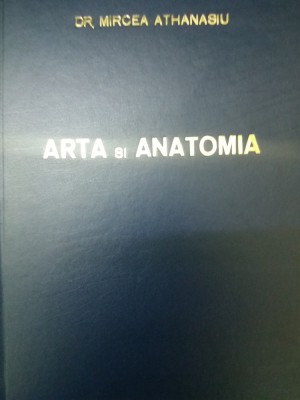 DR. MIRCEA ATHANASIU
ARTA si ANATOMIA